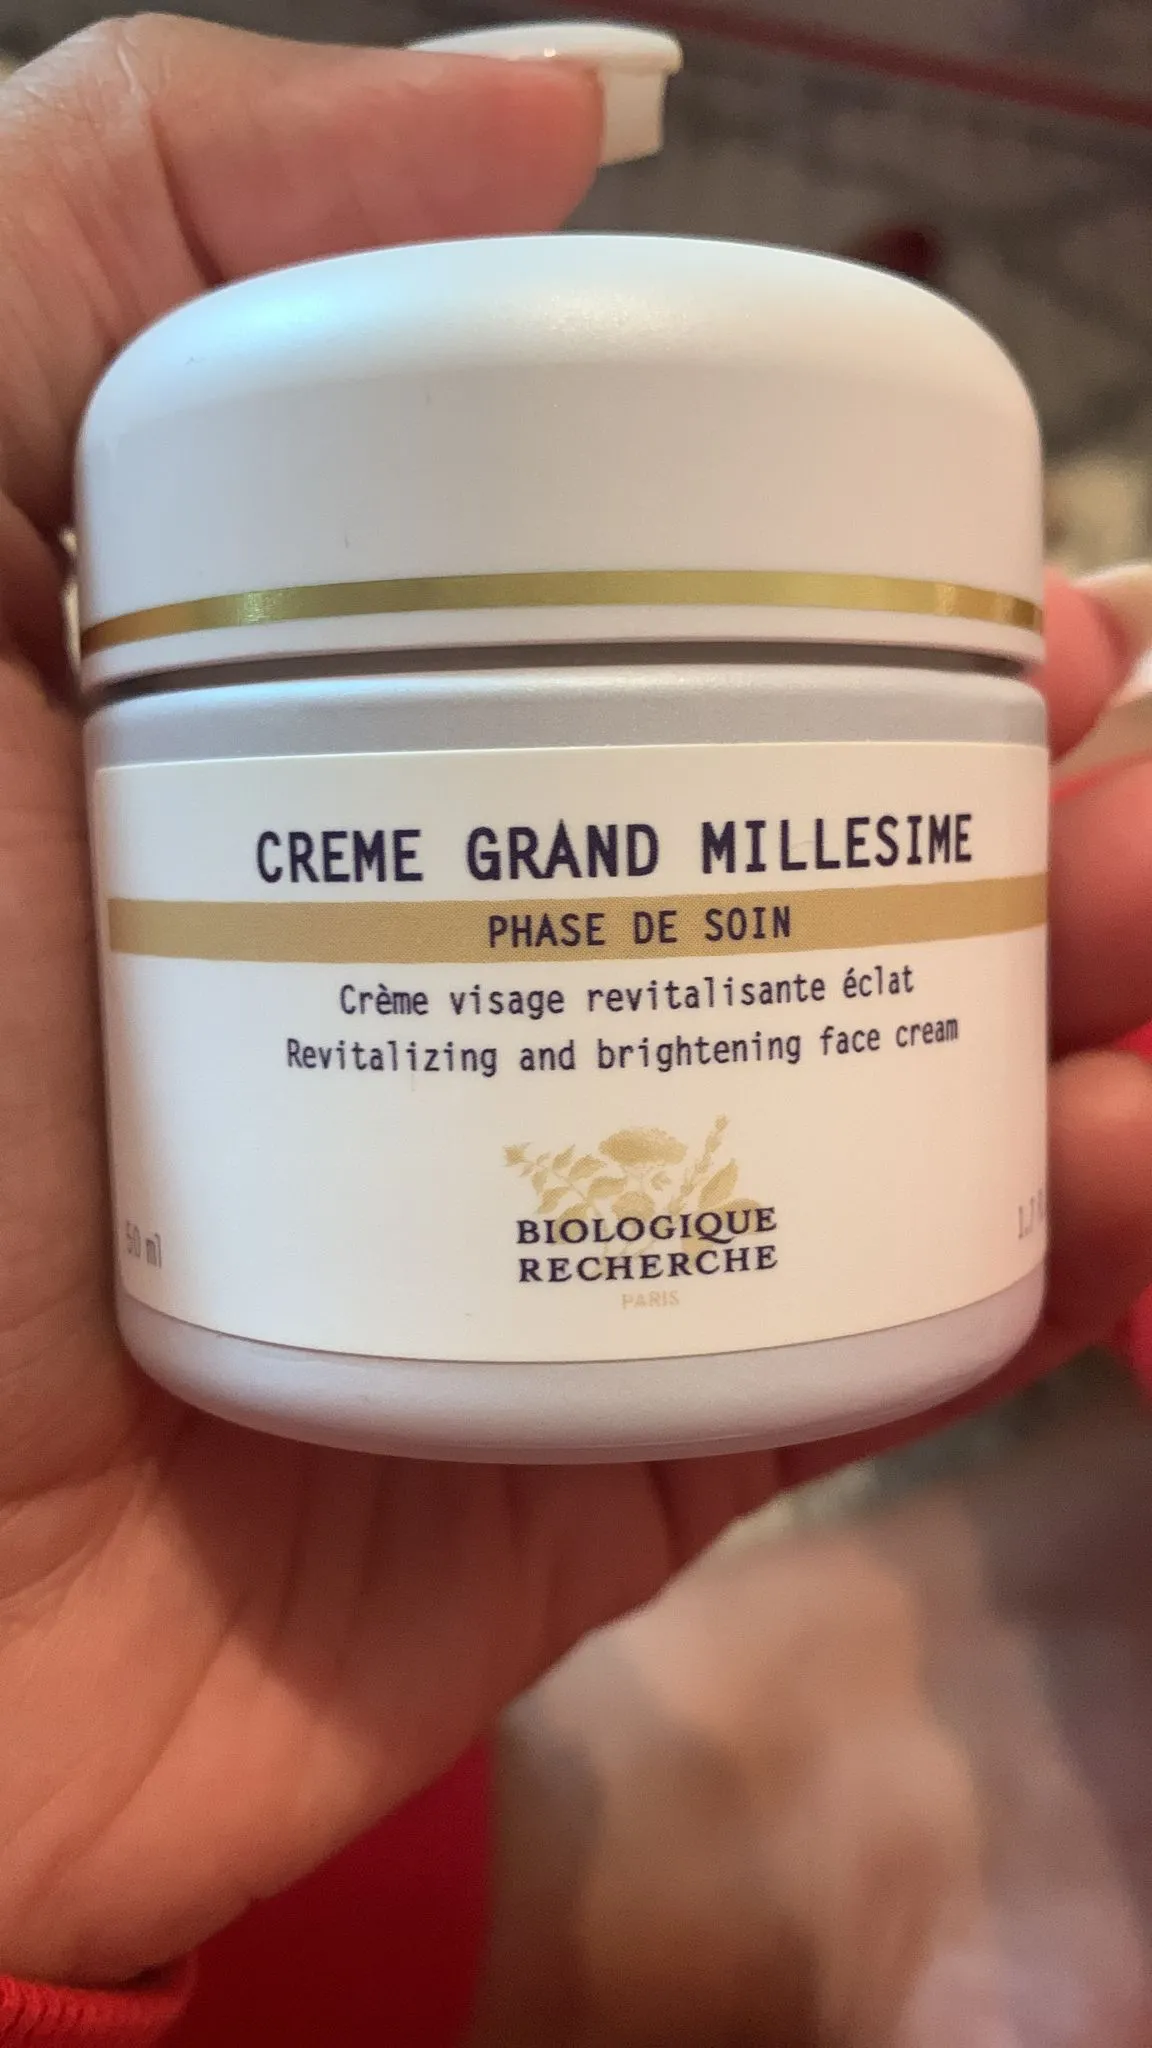 CREME GRAND MILLESIME
PHASE DE SOIN
Crème visage revitalisante éclat
Revitalizing and brightening face cream
50 ml
BIOLOGIQUE
RECHERCHE
PARIS